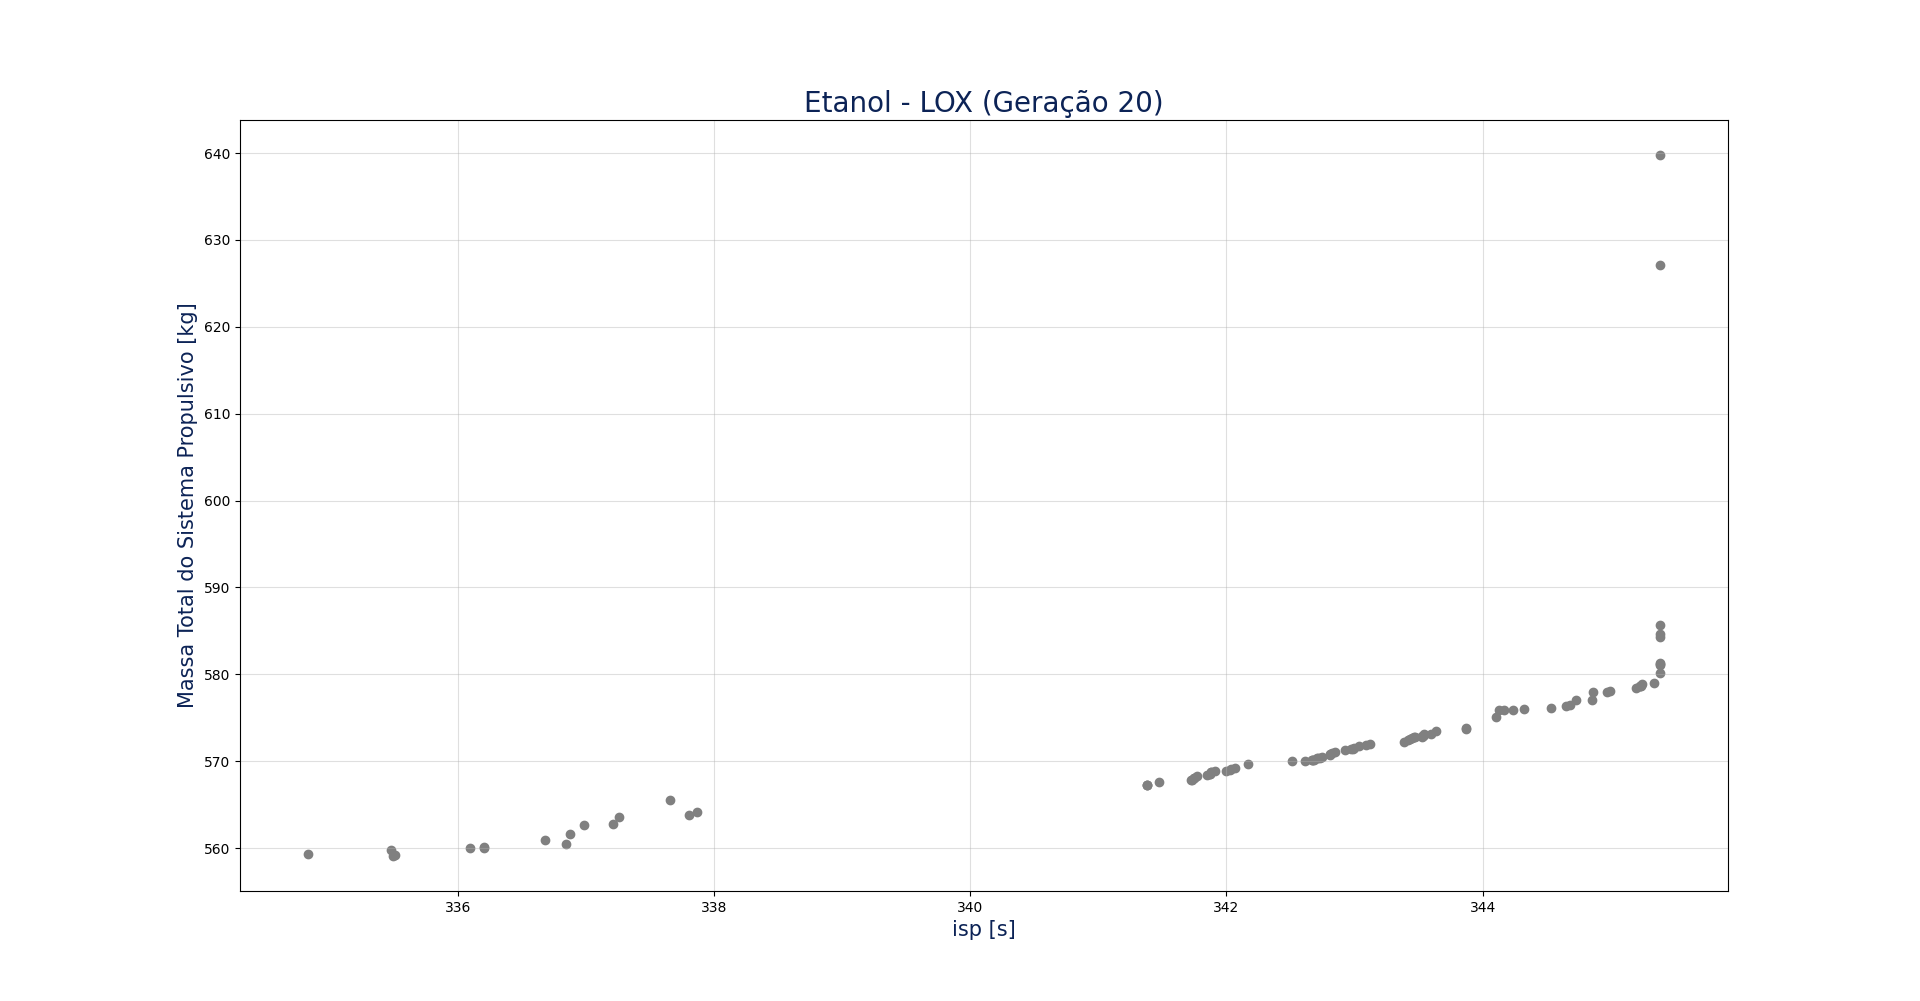 Etanol - LOX (Geração 20)
Massa Total do Sistema Propulsivo [kg]
640
630
620
610
600
590
580
570
560
336 338 340 342 344
isp [s]